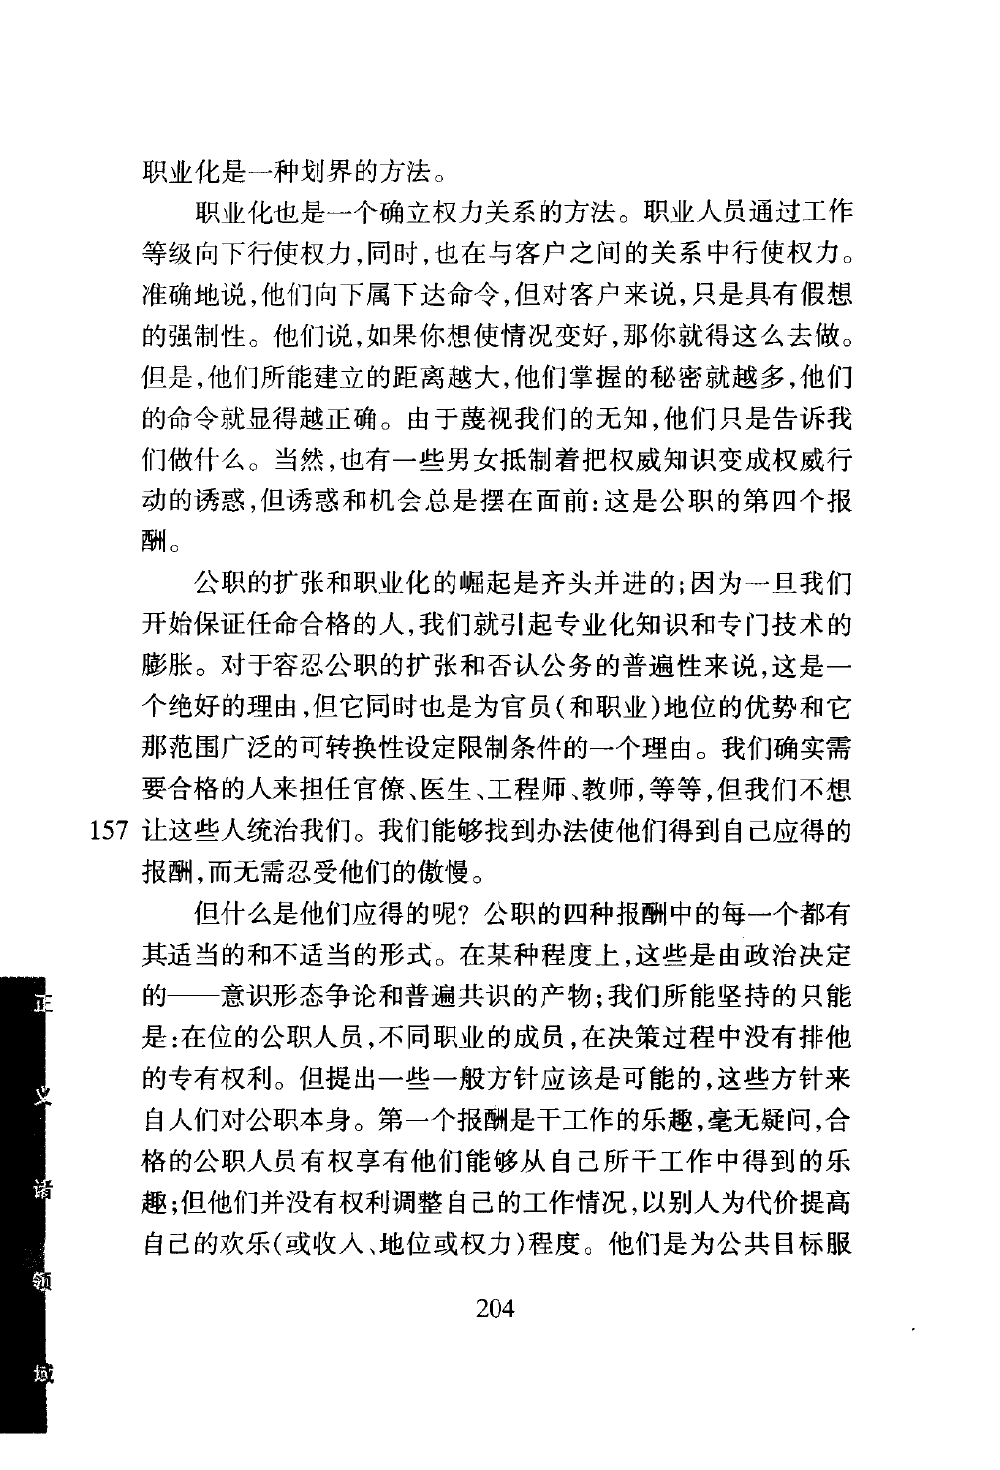 职业化是一种划界的方法。
职业化也是一个确立权力关系的方法。职业人员通过工作
等级向下行使权力,同时,也在与客户之间的关系中行使权力。
准确地说,他们向下属下达命令,但对客户来说,只是具有假想
的强制性。他们说,如果你想使情况变好,那你就得这么去做。
但是,他们所能建立的距离越大,他们掌握的秘密就越多,他们
的命令就显得越正确。由于蔑视我们的无知,他们只是告诉我
们做什么。当然,也有一些男女抵制着把权威知识变成权威行
动的诱惑,但诱惑和机会总是摆在面前:这是公职的第四个报
酬。
公职的扩张和职业化的崛起是齐头并进的;因为一旦我们
开始保证任命合格的人,我们就引起专业化知识和专门技术的
膨胀。对于容忍公职的扩张和否认公务的普遍性来说,这是一
个绝好的理由,但它同时也是为官员(和职业)地位的优势和它
那范围广泛的可转换性设定限制条件的一个理由。我们确实需
要合格的人来担任官僚、医生、工程师、教师,等等,但我们不想
157 让这些人统治我们。我们能够找到办法使他们得到自己应得的
报酬,而无需忍受他们的傲慢。
但什么是他们应得的呢? 公职的四种报酬中的每一个都有
其适当的和不适当的形式。在某种程度上,这些是由政治决定
的——意识形态争论和普遍共识的产物;我们所能坚持的只能
是:在位的公职人员,不同职业的成员,在决策过程中没有排他
的专有权利。但提出一些一般方针应该是可能的,这些方针来
自人们对公职本身。第一个报酬是干工作的乐趣,毫无疑问,合
格的公职人员有权享有他们能够从自己所干工作中得到的乐
趣;但他们并没有权利调整自己的工作情况,以别人为代价提高
自己的欢乐(或收入、地位或权力)程度。他们是为公共目标服
204
正
义
诸
领
域